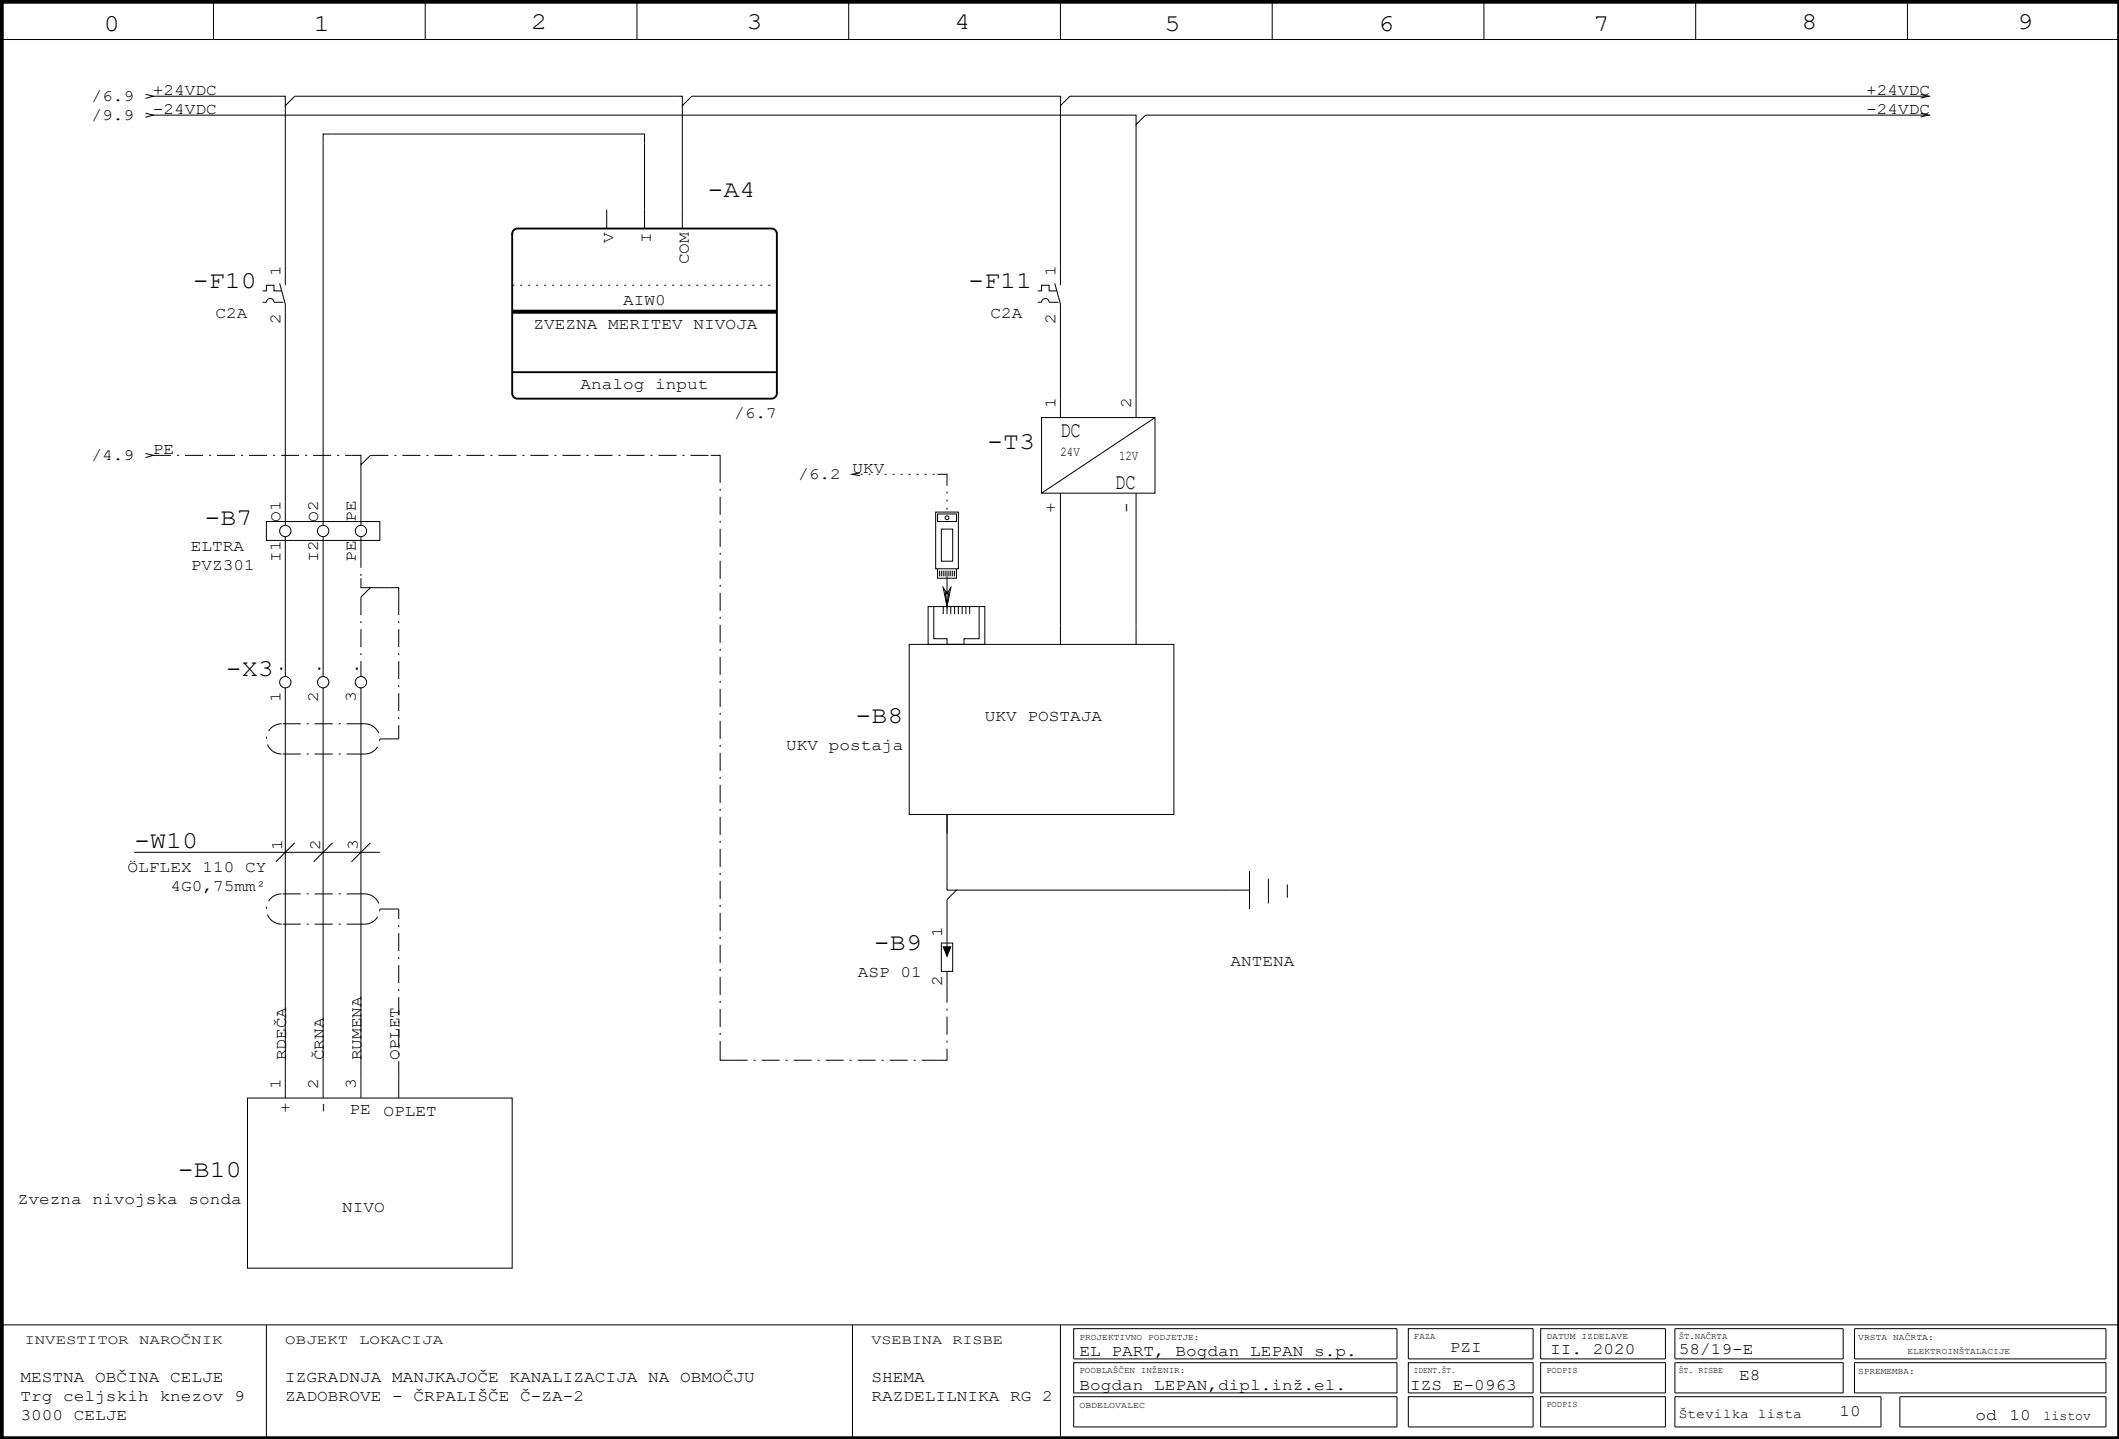 0 1 2 3 4 5 6 7 8 9
/6.9 +24VDC +24VDC
/9.9 -24VDC -24VDC
-A4
V I COM
-F10 1
C2A 2
AIW0
ZVEZNA MERITEV NIVOJA
Analog input
/6.7
-F11 1
C2A 2
1 2
-T3
DC
24V 12V
DC
+ -
/4.9 PE
/6.2 UKV
-B7 O1 O2 PE
ELTRA I1 I2 PE
PVZ301
-X3 . . .
1 2 3
-B8 UKV POSTAJA
UKV postaja
-W10 1 2 3
ÖLFLEX 110 CY
4G0,75mm²
-B9 1
ASP 01 2
ANTENA
RDEČA ČRNA RUMENA OPLET
1 2 3
+ - PE OPLET
-B10
Zvezna nivojska sonda
NIVO
INVESTITOR NAROČNIK
MESTNA OBČINA CELJE
Trg celjskih knezov 9
3000 CELJE
OBJEKT LOKACIJA
IZGRADNJA MANJKAJOČE KANALIZACIJA NA OBMOČJU
ZADOBROVE - ČRPALIŠČE Č-ZA-2
VSEBINA RISBE
SHEMA
RAZDELILNIKA RG 2
PROJEKTIVNO PODJETJE:
EL PART, Bogdan LEPAN s.p.
POOBLAŠČEN INŽENIR:
Bogdan LEPAN,dipl.inž.el.
OBDELOVALEC
FAZA
PZI
IDENT.ŠT.
IZS E-0963
DATUM IZDELAVE
II. 2020
PODPIS
PODPIS
ŠT.NAČRTA
58/19-E
ŠT. RISBE E8
Številka lista 10
VRSTA NAČRTA:
ELEKTROINŠTALACIJE
SPREMEMBA:
od 10 listov